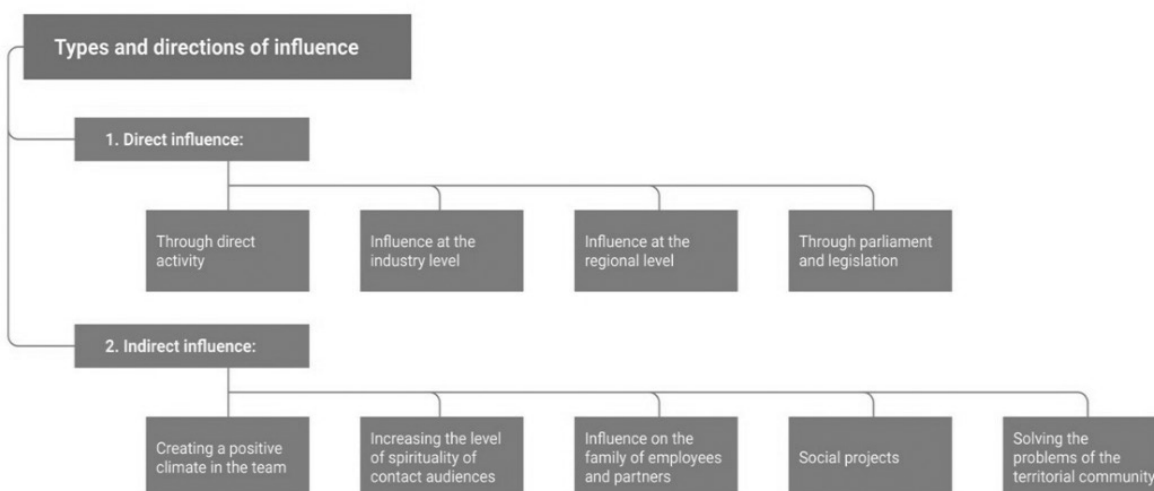 Types and directions of influence
1. Direct influence:
Through direct
activity
Influence at the
industry level
Influence at the
regional level
Through parliament
and legislation
2. Indirect influence:
Creating a positive
climate in the team
Increasing the level
of spirituality of
contact audiences
Influence on the
family of employees
and partners
Social projects
Solving the
problems of the
territorial community